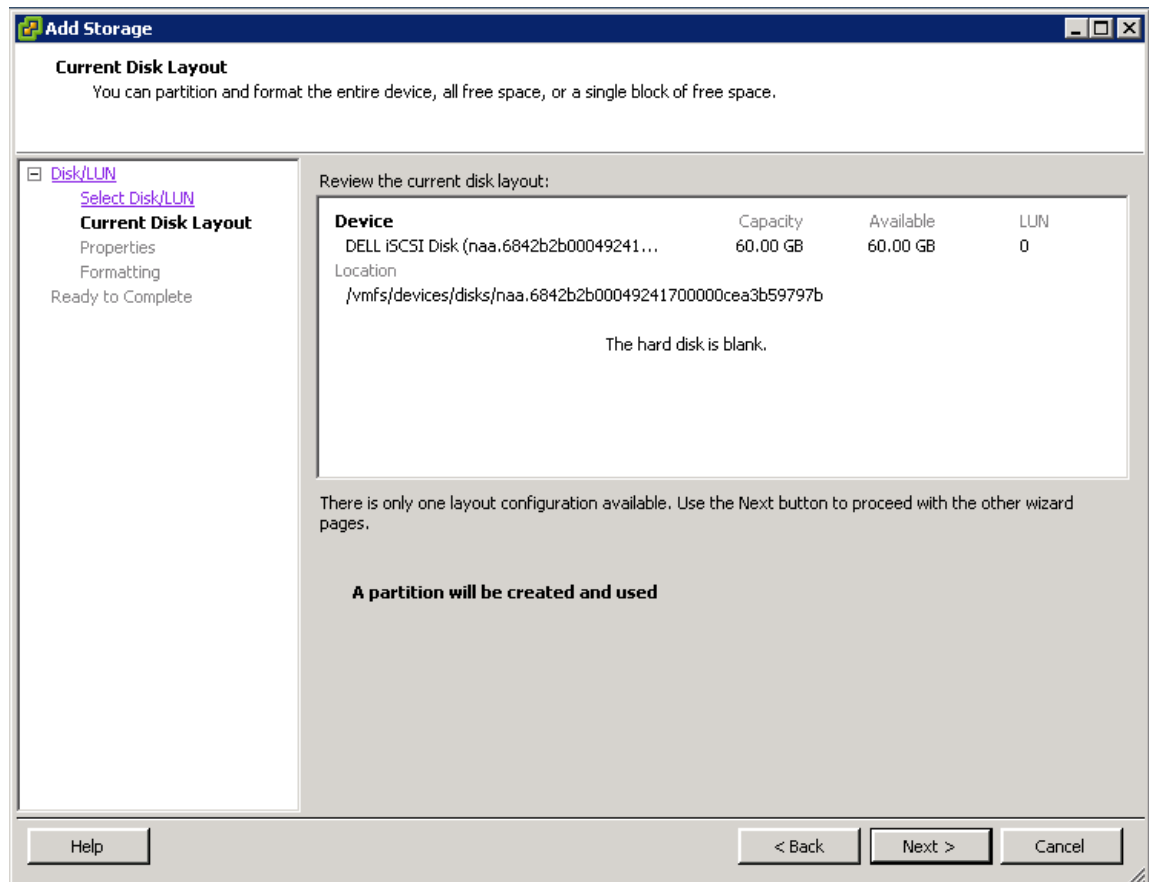 Add Storage
Current Disk Layout
You can partition and format the entire device, all free space, or a single block of free space.
Disk/LUN
Select Disk/LUN
Current Disk Layout
Properties
Formatting
Ready to Complete
Review the current disk layout:
Device Capacity Available LUN
DELL iSCSI Disk (naa.6842b2b00049241... 60.00 GB 60.00 GB 0
Location
/vmfs/devices/disks/naa.6842b2b00049241700000cea3b59797b
The hard disk is blank.
There is only one layout configuration available. Use the Next button to proceed with the other wizard
pages.
A partition will be created and used
Help < Back Next > Cancel